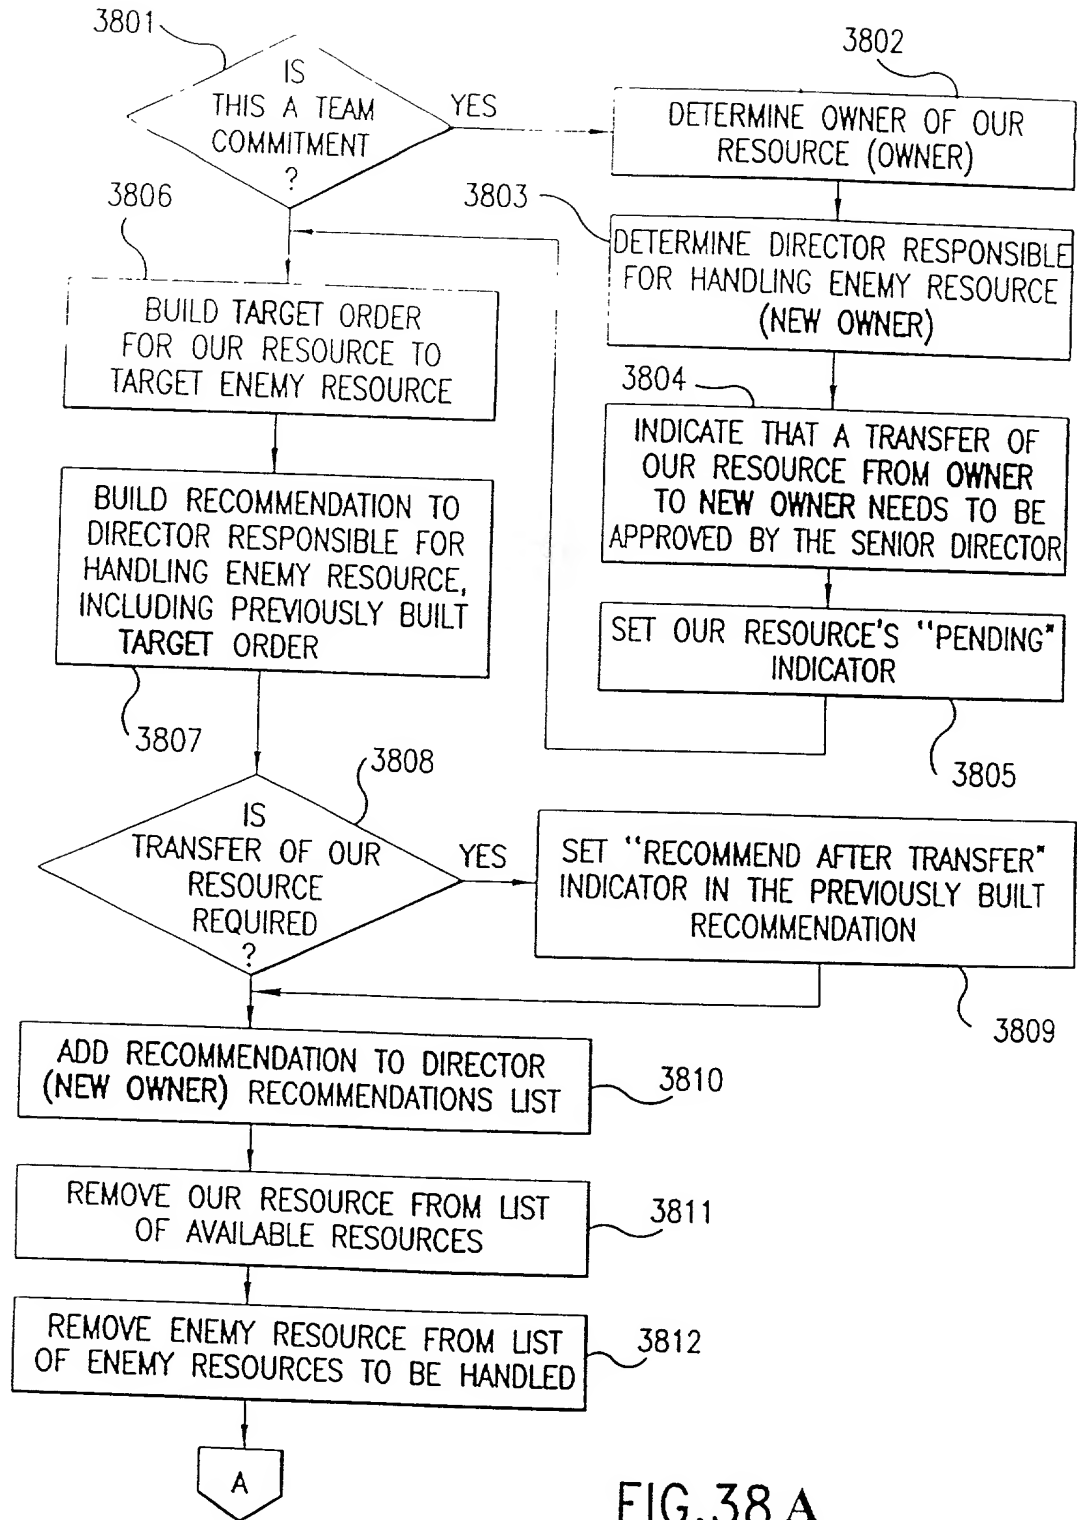 3801
IS
THIS A TEAM
COMMITMENT
?
YES
3802
DETERMINE OWNER OF OUR
RESOURCE (OWNER)
3803
DETERMINE DIRECTOR RESPONSIBLE
FOR HANDLING ENEMY RESOURCE
(NEW OWNER)
3804
INDICATE THAT A TRANSFER OF
OUR RESOURCE FROM OWNER
TO NEW OWNER NEEDS TO BE
APPROVED BY THE SENIOR DIRECTOR
SET OUR RESOURCE'S "PENDING"
INDICATOR
3805
3806
BUILD TARGET ORDER
FOR OUR RESOURCE TO
TARGET ENEMY RESOURCE
BUILD RECOMMENDATION TO
DIRECTOR RESPONSIBLE FOR
HANDLING ENEMY RESOURCE,
INCLUDING PREVIOUSLY BUILT
TARGET ORDER
3807
3808
IS
TRANSFER OF OUR
RESOURCE
REQUIRED
?
YES
SET "RECOMMEND AFTER TRANSFER"
INDICATOR IN THE PREVIOUSLY BUILT
RECOMMENDATION
3809
ADD RECOMMENDATION TO DIRECTOR
(NEW OWNER) RECOMMENDATIONS LIST
3810
REMOVE OUR RESOURCE FROM LIST
OF AVAILABLE RESOURCES
3811
REMOVE ENEMY RESOURCE FROM LIST
OF ENEMY RESOURCES TO BE HANDLED
3812
A
FIG.38 A